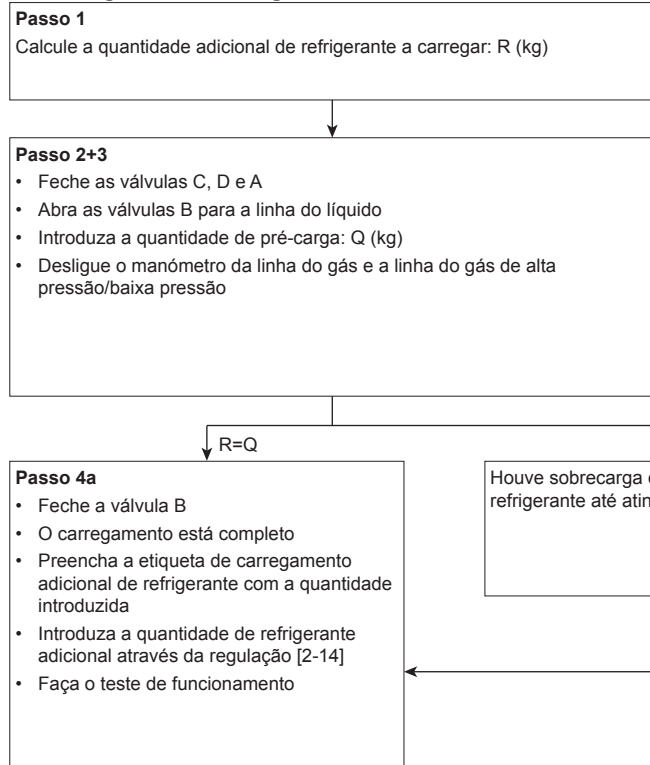 Passo 1
Calcule a quantidade adicional de refrigerante a carregar: R (kg)
Passo 2+3
• Feche as válvulas C, D e A
• Abra as válvulas B para a linha do líquido
• Introduza a quantidade de pré-carga: Q (kg)
• Desligue o manómetro da linha do gás e a linha do gás de alta
pressão/baixa pressão
R=Q
Passo 4a
• Feche a válvula B
• O carregamento está completo
• Preencha a etiqueta de carregamento
adicional de refrigerante com a quantidade
introduzida
• Introduza a quantidade de refrigerante
adicional através da regulação [2-14]
• Faça o teste de funcionamento
Houve sobrecarga
refrigerante até